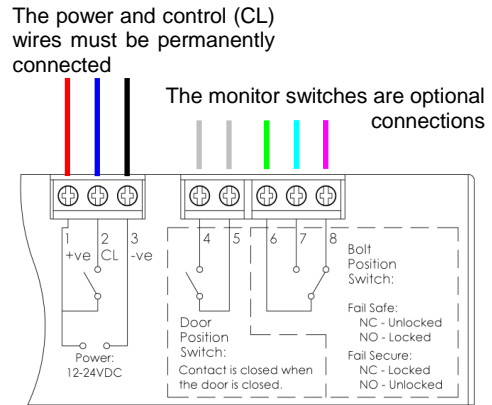 The power and control (CL)
wires must be permanently
connected
The monitor switches are optional
connections
1 2 3 4 5 6 7 8
+ve CL -ve
Bolt
Position
Switch:
Fail Safe:
NC - Unlocked
NO - Locked
Fail Secure:
NC - Locked
NO - Unlocked
Door
Position
Switch:
Contact is closed when
the door is closed.
Power:
12-24VDC